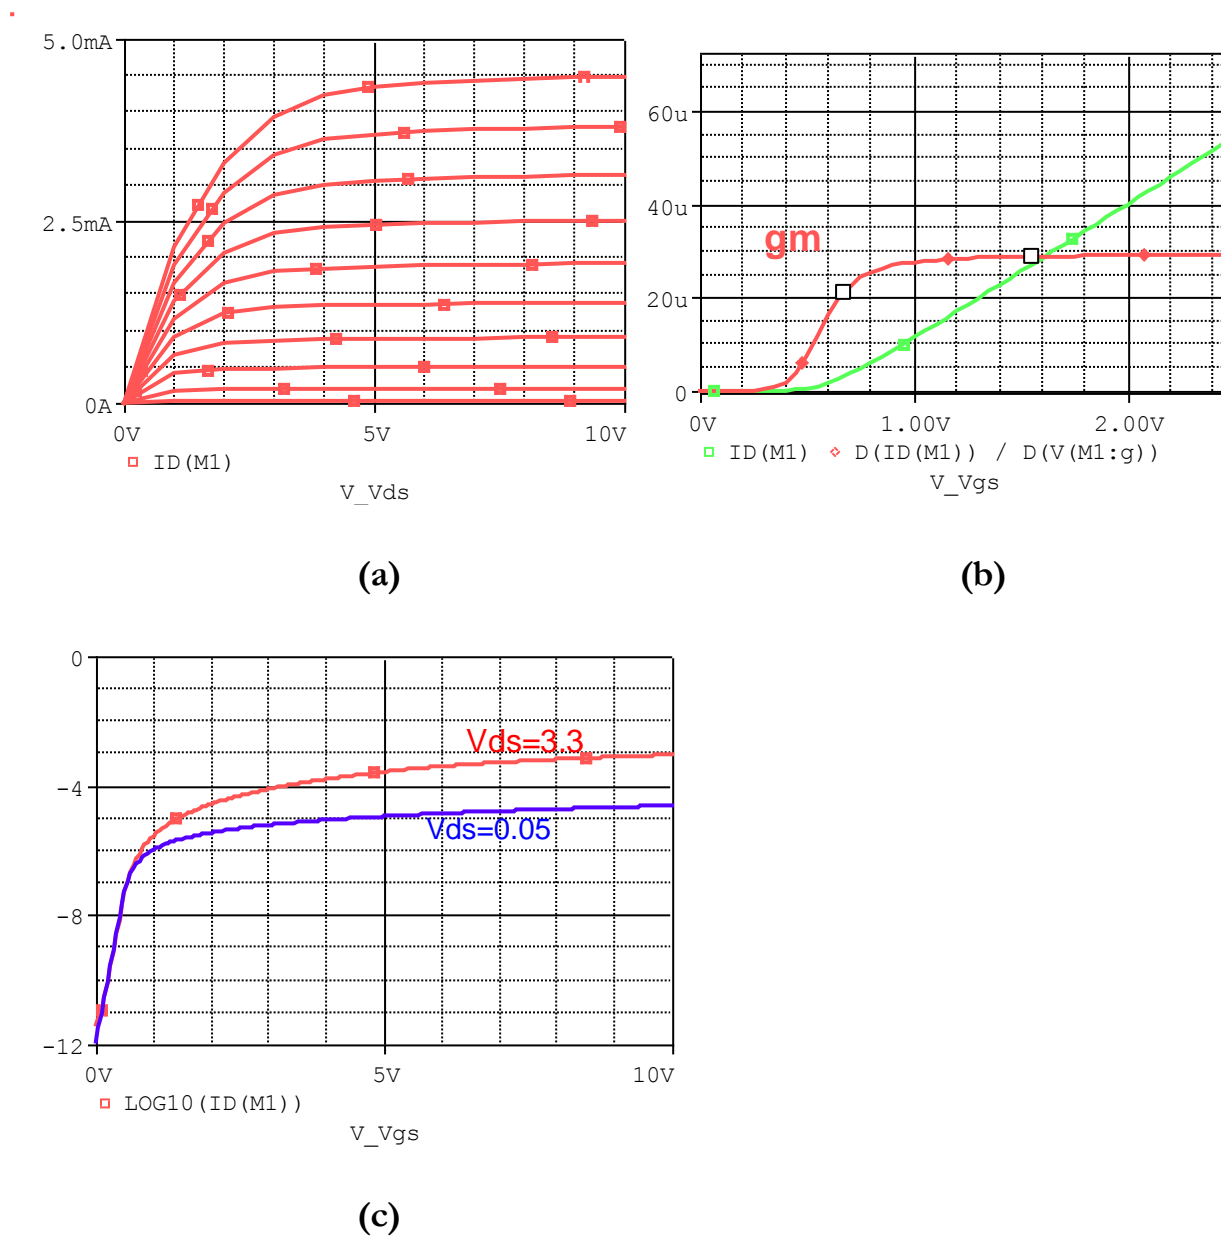 5.0mA
2.5mA
0A
0V 5V 10V
ID(M1)
V_Vds
(a)
60u
40u
20u
0
gm
0V 1.00V 2.00V
ID(M1) D(ID(M1)) / D(V(M1:g))
V_Vgs
(b)
0
-4
-8
-12
Vds=3.3
Vds=0.05
0V 5V 10V
LOG10(ID(M1))
V_Vgs
(c)